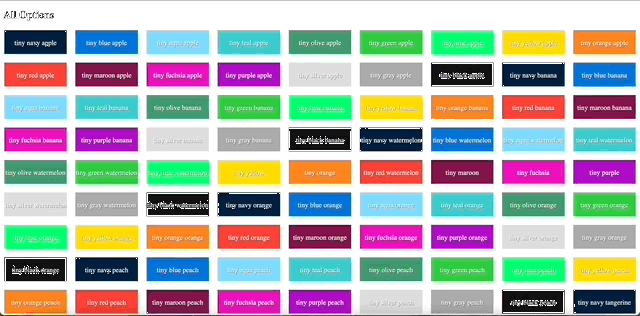 All Options
tiny navy apple tiny blue apple tiny aqua apple tiny teal apple tiny olive apple tiny green apple tiny lime apple tiny yellow apple tiny orange apple
tiny red apple tiny maroon apple tiny fuchsia apple tiny purple apple tiny silver apple tiny gray apple tiny black apple tiny navy banana tiny blue banana
tiny aqua banana tiny teal banana tiny olive banana tiny green banana tiny lime banana tiny yellow banana tiny orange banana tiny red banana tiny maroon banana
tiny fuchsia banana tiny purple banana tiny silver banana tiny gray banana tiny black banana tiny navy watermelon tiny blue watermelon tiny aqua watermelon tiny teal watermelon
tiny olive watermelon tiny green watermelon tiny lime watermelon tiny yellow tiny orange tiny red watermelon tiny maroon tiny fuchsia tiny purple
tiny silver watermelon tiny gray watermelon tiny black watermelon tiny navy orange tiny blue orange tiny aqua orange tiny teal orange tiny olive orange tiny green orange
tiny lime orange tiny yellow orange tiny orange orange tiny red orange tiny maroon orange tiny fuchsia orange tiny purple orange tiny silver orange tiny gray orange
tiny black orange tiny navy peach tiny blue peach tiny aqua peach tiny teal peach tiny olive peach tiny green peach tiny lime peach tiny yellow peach
tiny orange peach tiny red peach tiny maroon peach tiny fuchsia peach tiny purple peach tiny silver peach tiny gray peach tiny black peach tiny navy tangerine